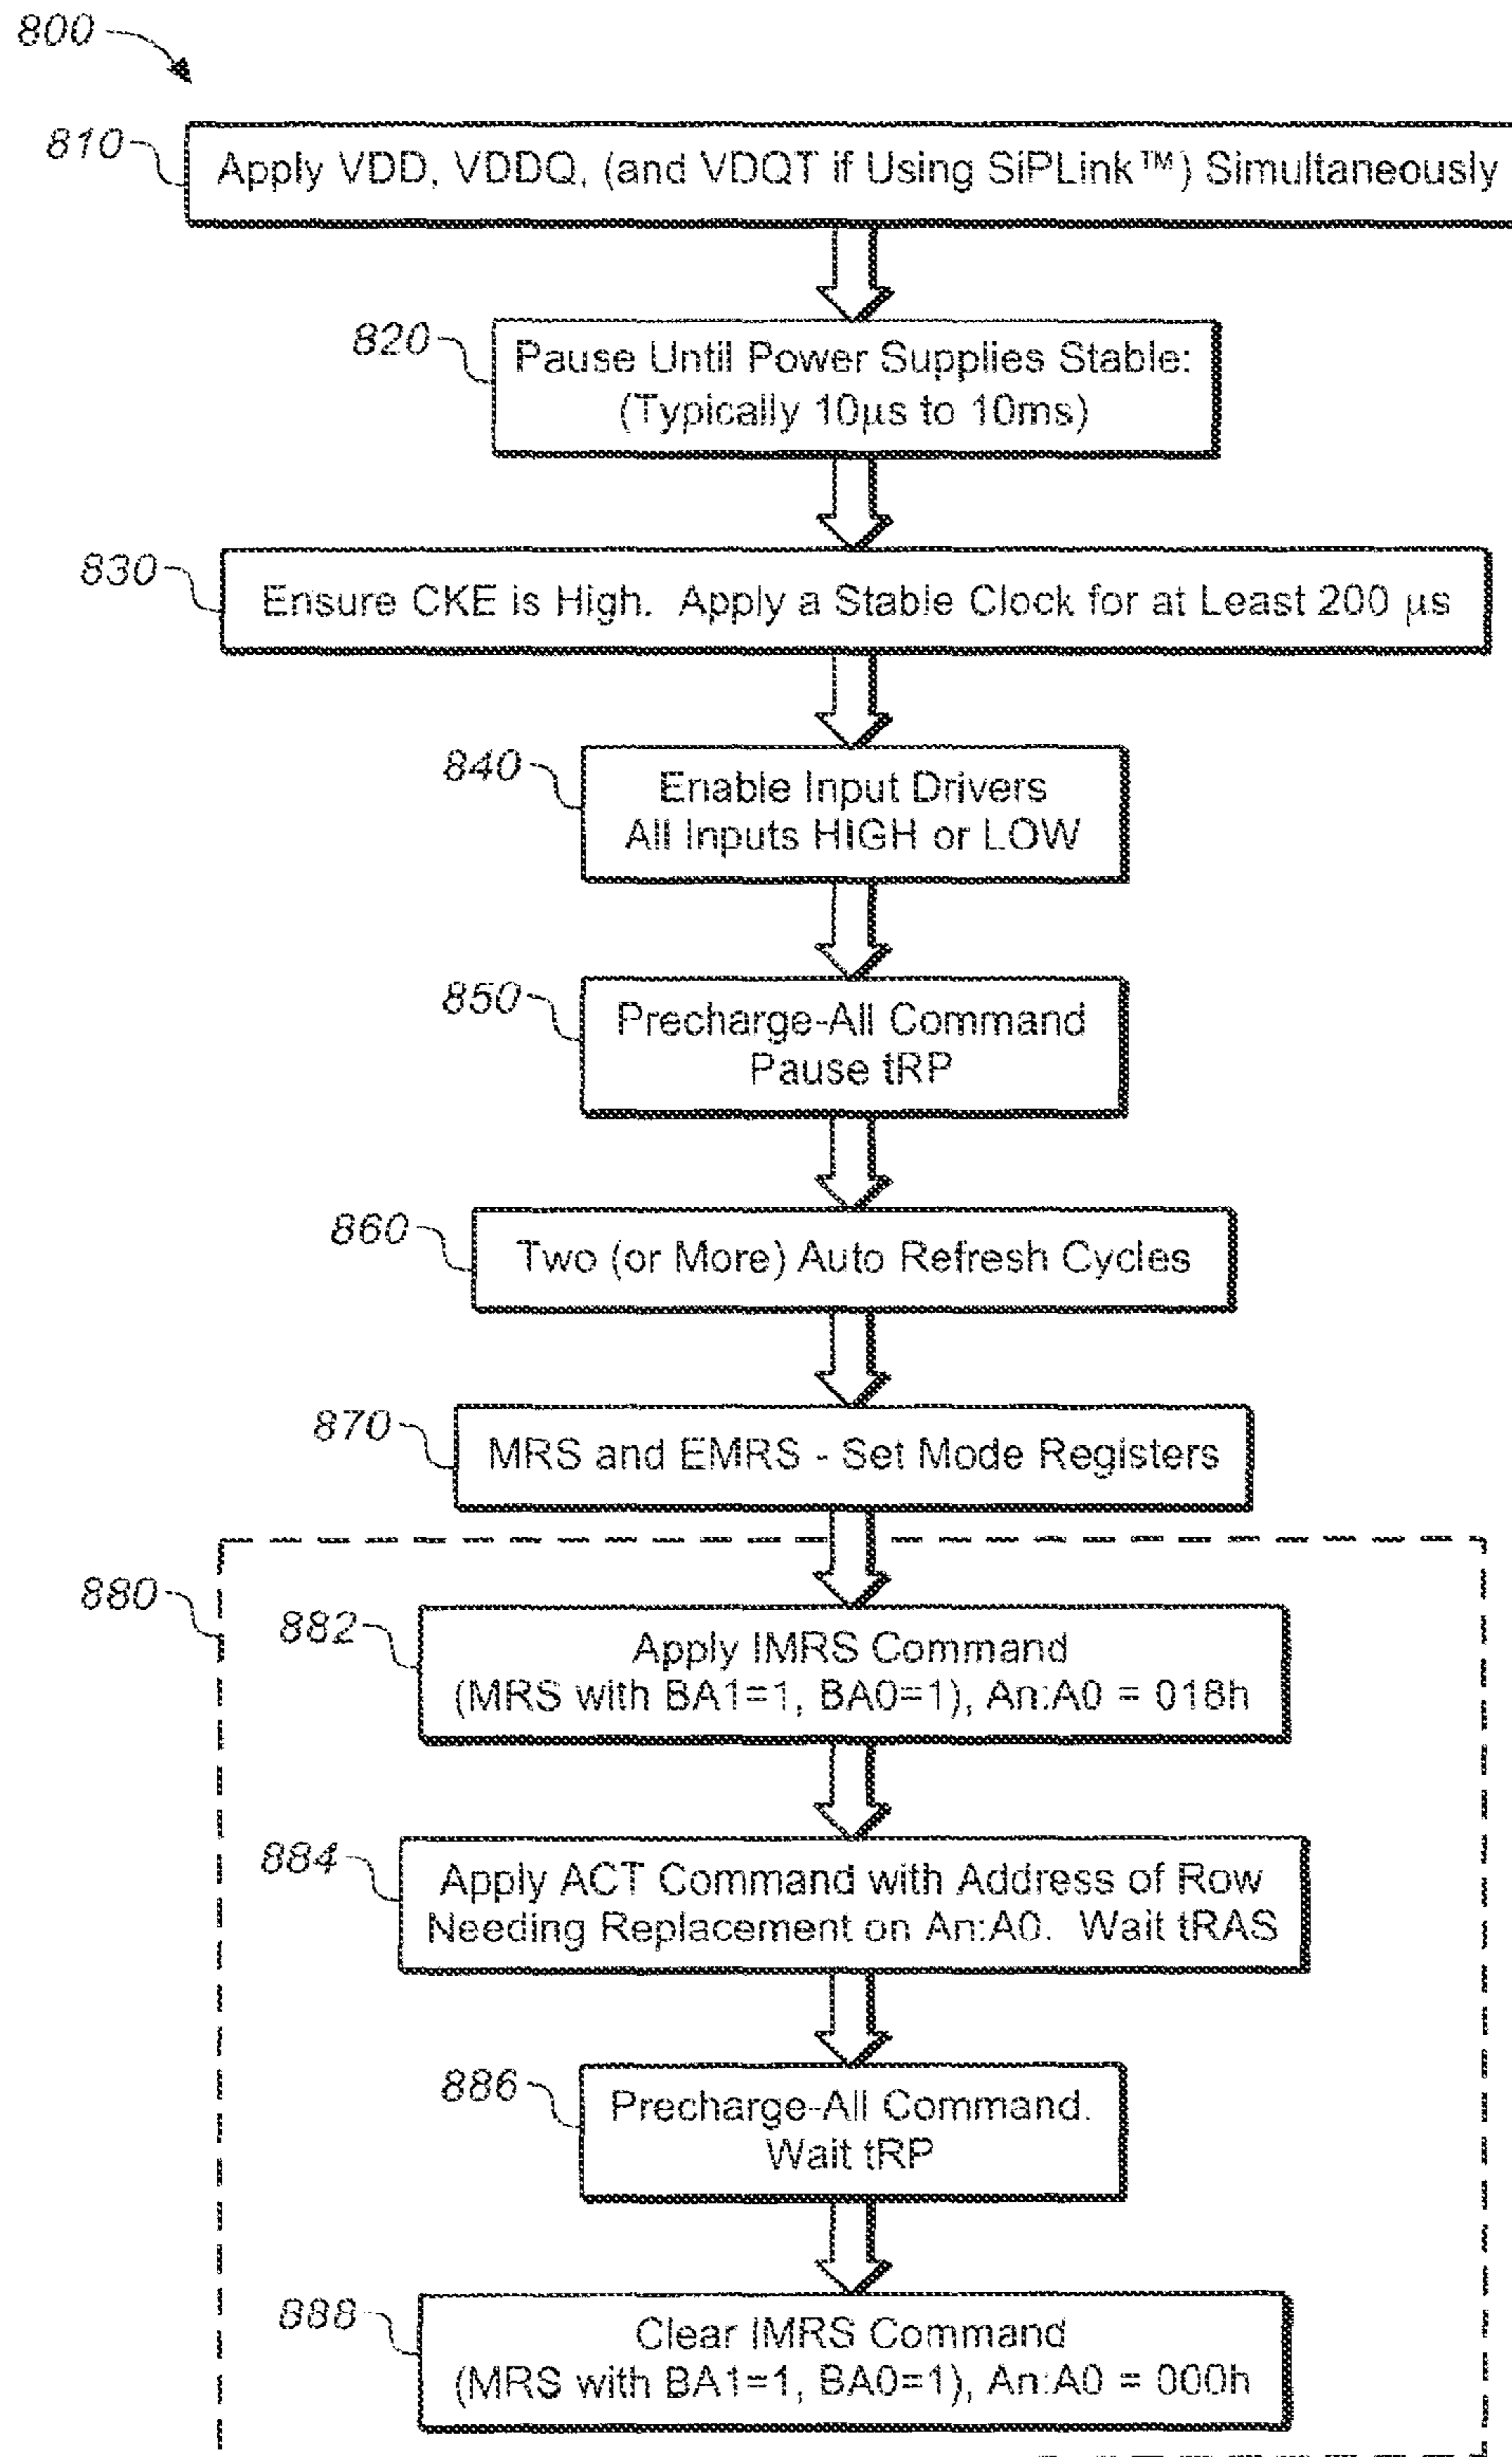 800
810
Apply VDD, VDDQ, (and VDQT if Using SiPLink™) Simultaneously
820
Pause Until Power Supplies Stable:
(Typically 10µs to 10ms)
830
Ensure CKE is High. Apply a Stable Clock for at Least 200 µs
840
Enable Input Drivers
All Inputs HIGH or LOW
850
Precharge-All Command
Pause tRP
860
Two (or More) Auto Refresh Cycles
870
MRS and EMRS - Set Mode Registers
880
882
Apply IMRS Command
(MRS with BA1=1, BA0=1), An:A0 = 018h
884
Apply ACT Command with Address of Row
Needing Replacement on An:A0. Wait tRAS
886
Precharge-All Command.
Wait tRP
888
Clear IMRS Command
(MRS with BA1=1, BA0=1), An:A0 = 000h